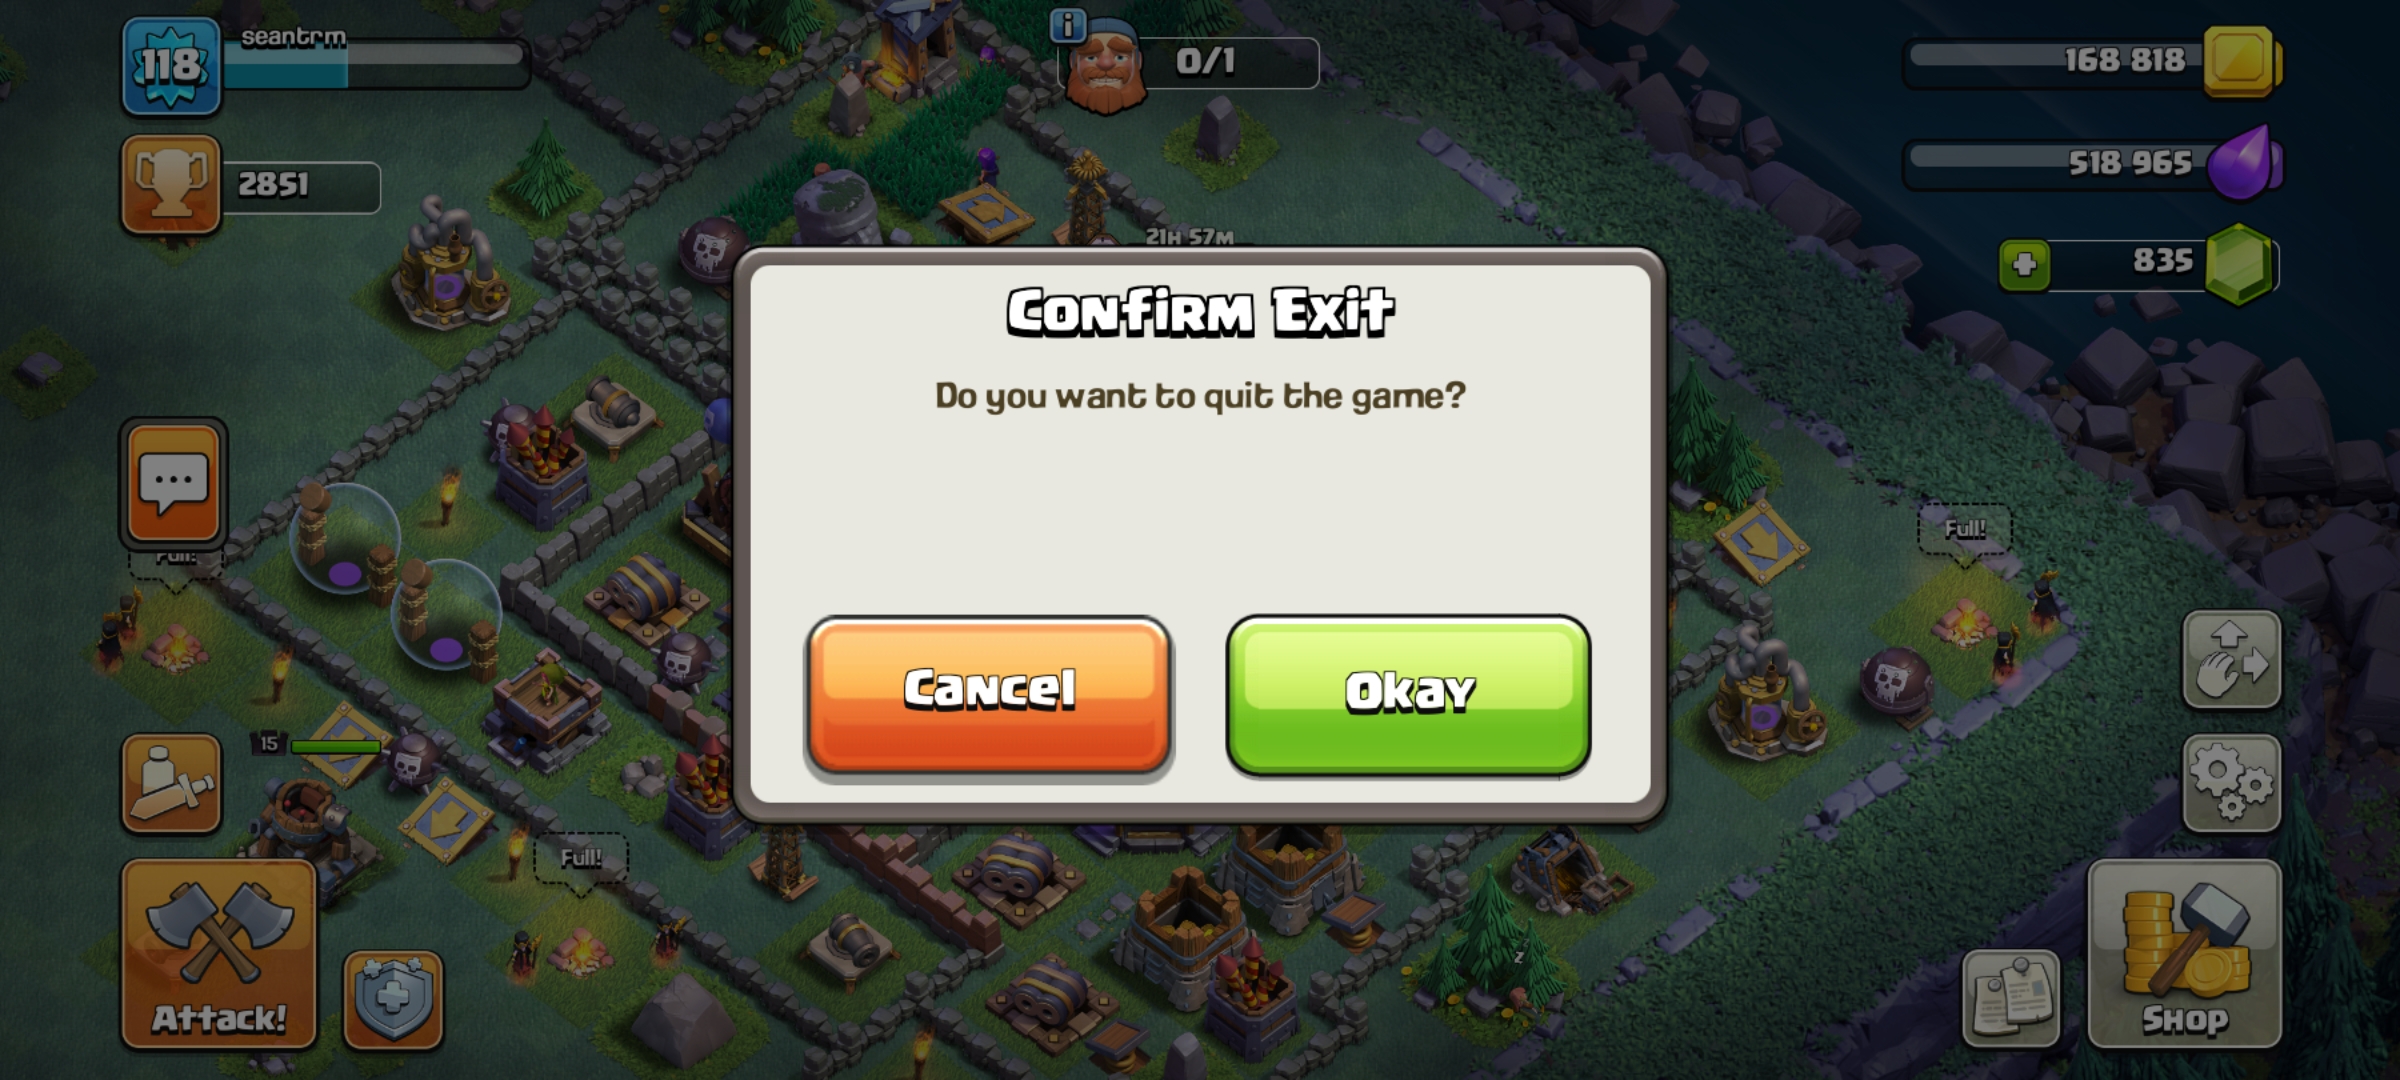 118
seantrm
i
0/1
168 818
2851
518 965
21H 57M
835
Confirm Exit
Do you want to quit the game?
Full!
Full!
Cancel
Okay
15
Full!
Attack!
z
Shop